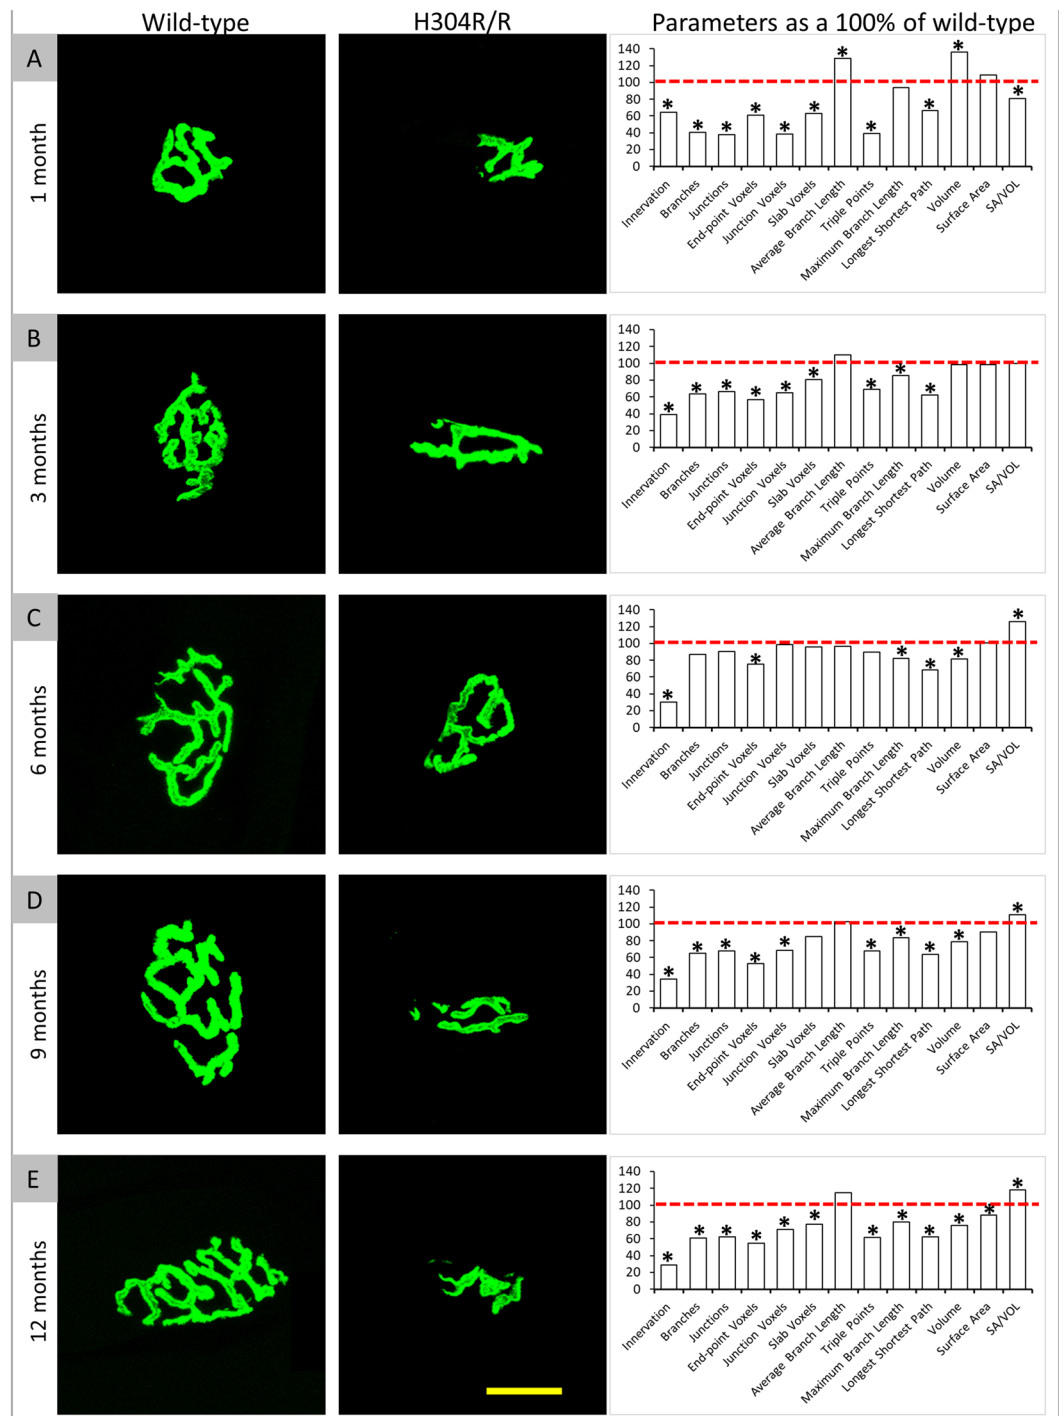 Wild-type
H304R/R
Parameters as a 100% of wild-type
A
1 month
140
120
100
80
60
40
20
0
* * * * * * * * * * *
Innervation
Branches
Junctions
End-point Voxels
Junction Voxels
Slab Voxels
Average Branch Length
Triple Points
Maximum Branch Length
Longest Shortest Path
Volume
Surface Area
SA/VOL
B
3 months
140
120
100
80
60
40
20
0
* * * * * * * * *
Innervation
Branches
Junctions
End-point Voxels
Junction Voxels
Slab Voxels
Average Branch Length
Triple Points
Maximum Branch Length
Longest Shortest Path
Volume
Surface Area
SA/VOL
C
6 months
140
120
100
80
60
40
20
0
* * * * * *
Innervation
Branches
Junctions
End-point Voxels
Junction Voxels
Slab Voxels
Average Branch Length
Triple Points
Maximum Branch Length
Longest Shortest Path
Volume
Surface Area
SA/VOL
D
9 months
140
120
100
80
60
40
20
0
* * * * * * * * * *
Innervation
Branches
Junctions
End-point Voxels
Junction Voxels
Slab Voxels
Average Branch Length
Triple Points
Maximum Branch Length
Longest Shortest Path
Volume
Surface Area
SA/VOL
E
12 months
140
120
100
80
60
40
20
0
* * * * * * * * * * * *
Innervation
Branches
Junctions
End-point Voxels
Junction Voxels
Slab Voxels
Average Branch Length
Triple Points
Maximum Branch Length
Longest Shortest Path
Volume
Surface Area
SA/VOL